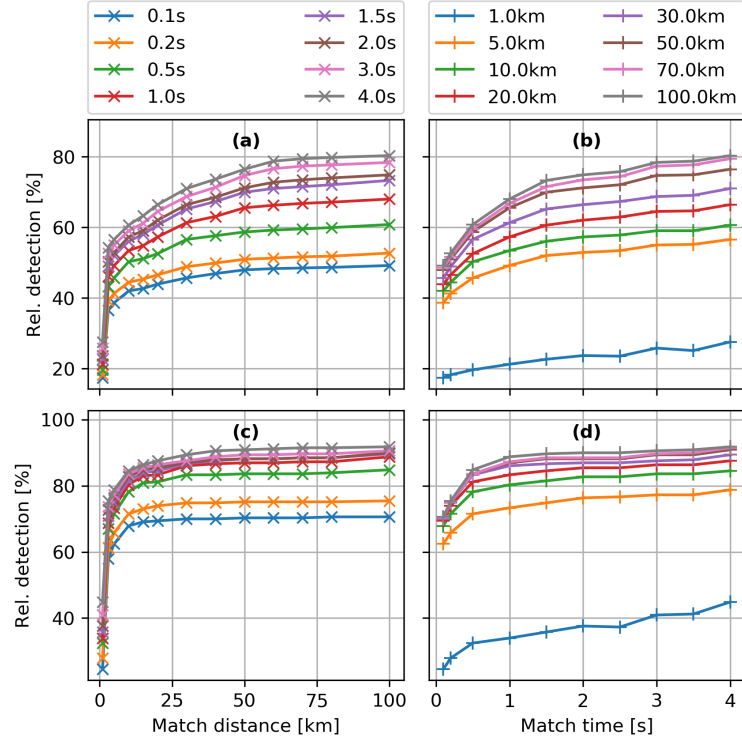 0.1s 1.5s 1.0km 30.0km
0.2s 2.0s 5.0km 50.0km
0.5s 3.0s 10.0km 70.0km
1.0s 4.0s 20.0km 100.0km
(a) (b)
80
60
40
20
Rel. detection [%]
(c) (d)
100
80
60
40
Rel. detection [%]
0 25 50 75 100 0 1 2 3 4
Match distance [km] Match time [s]